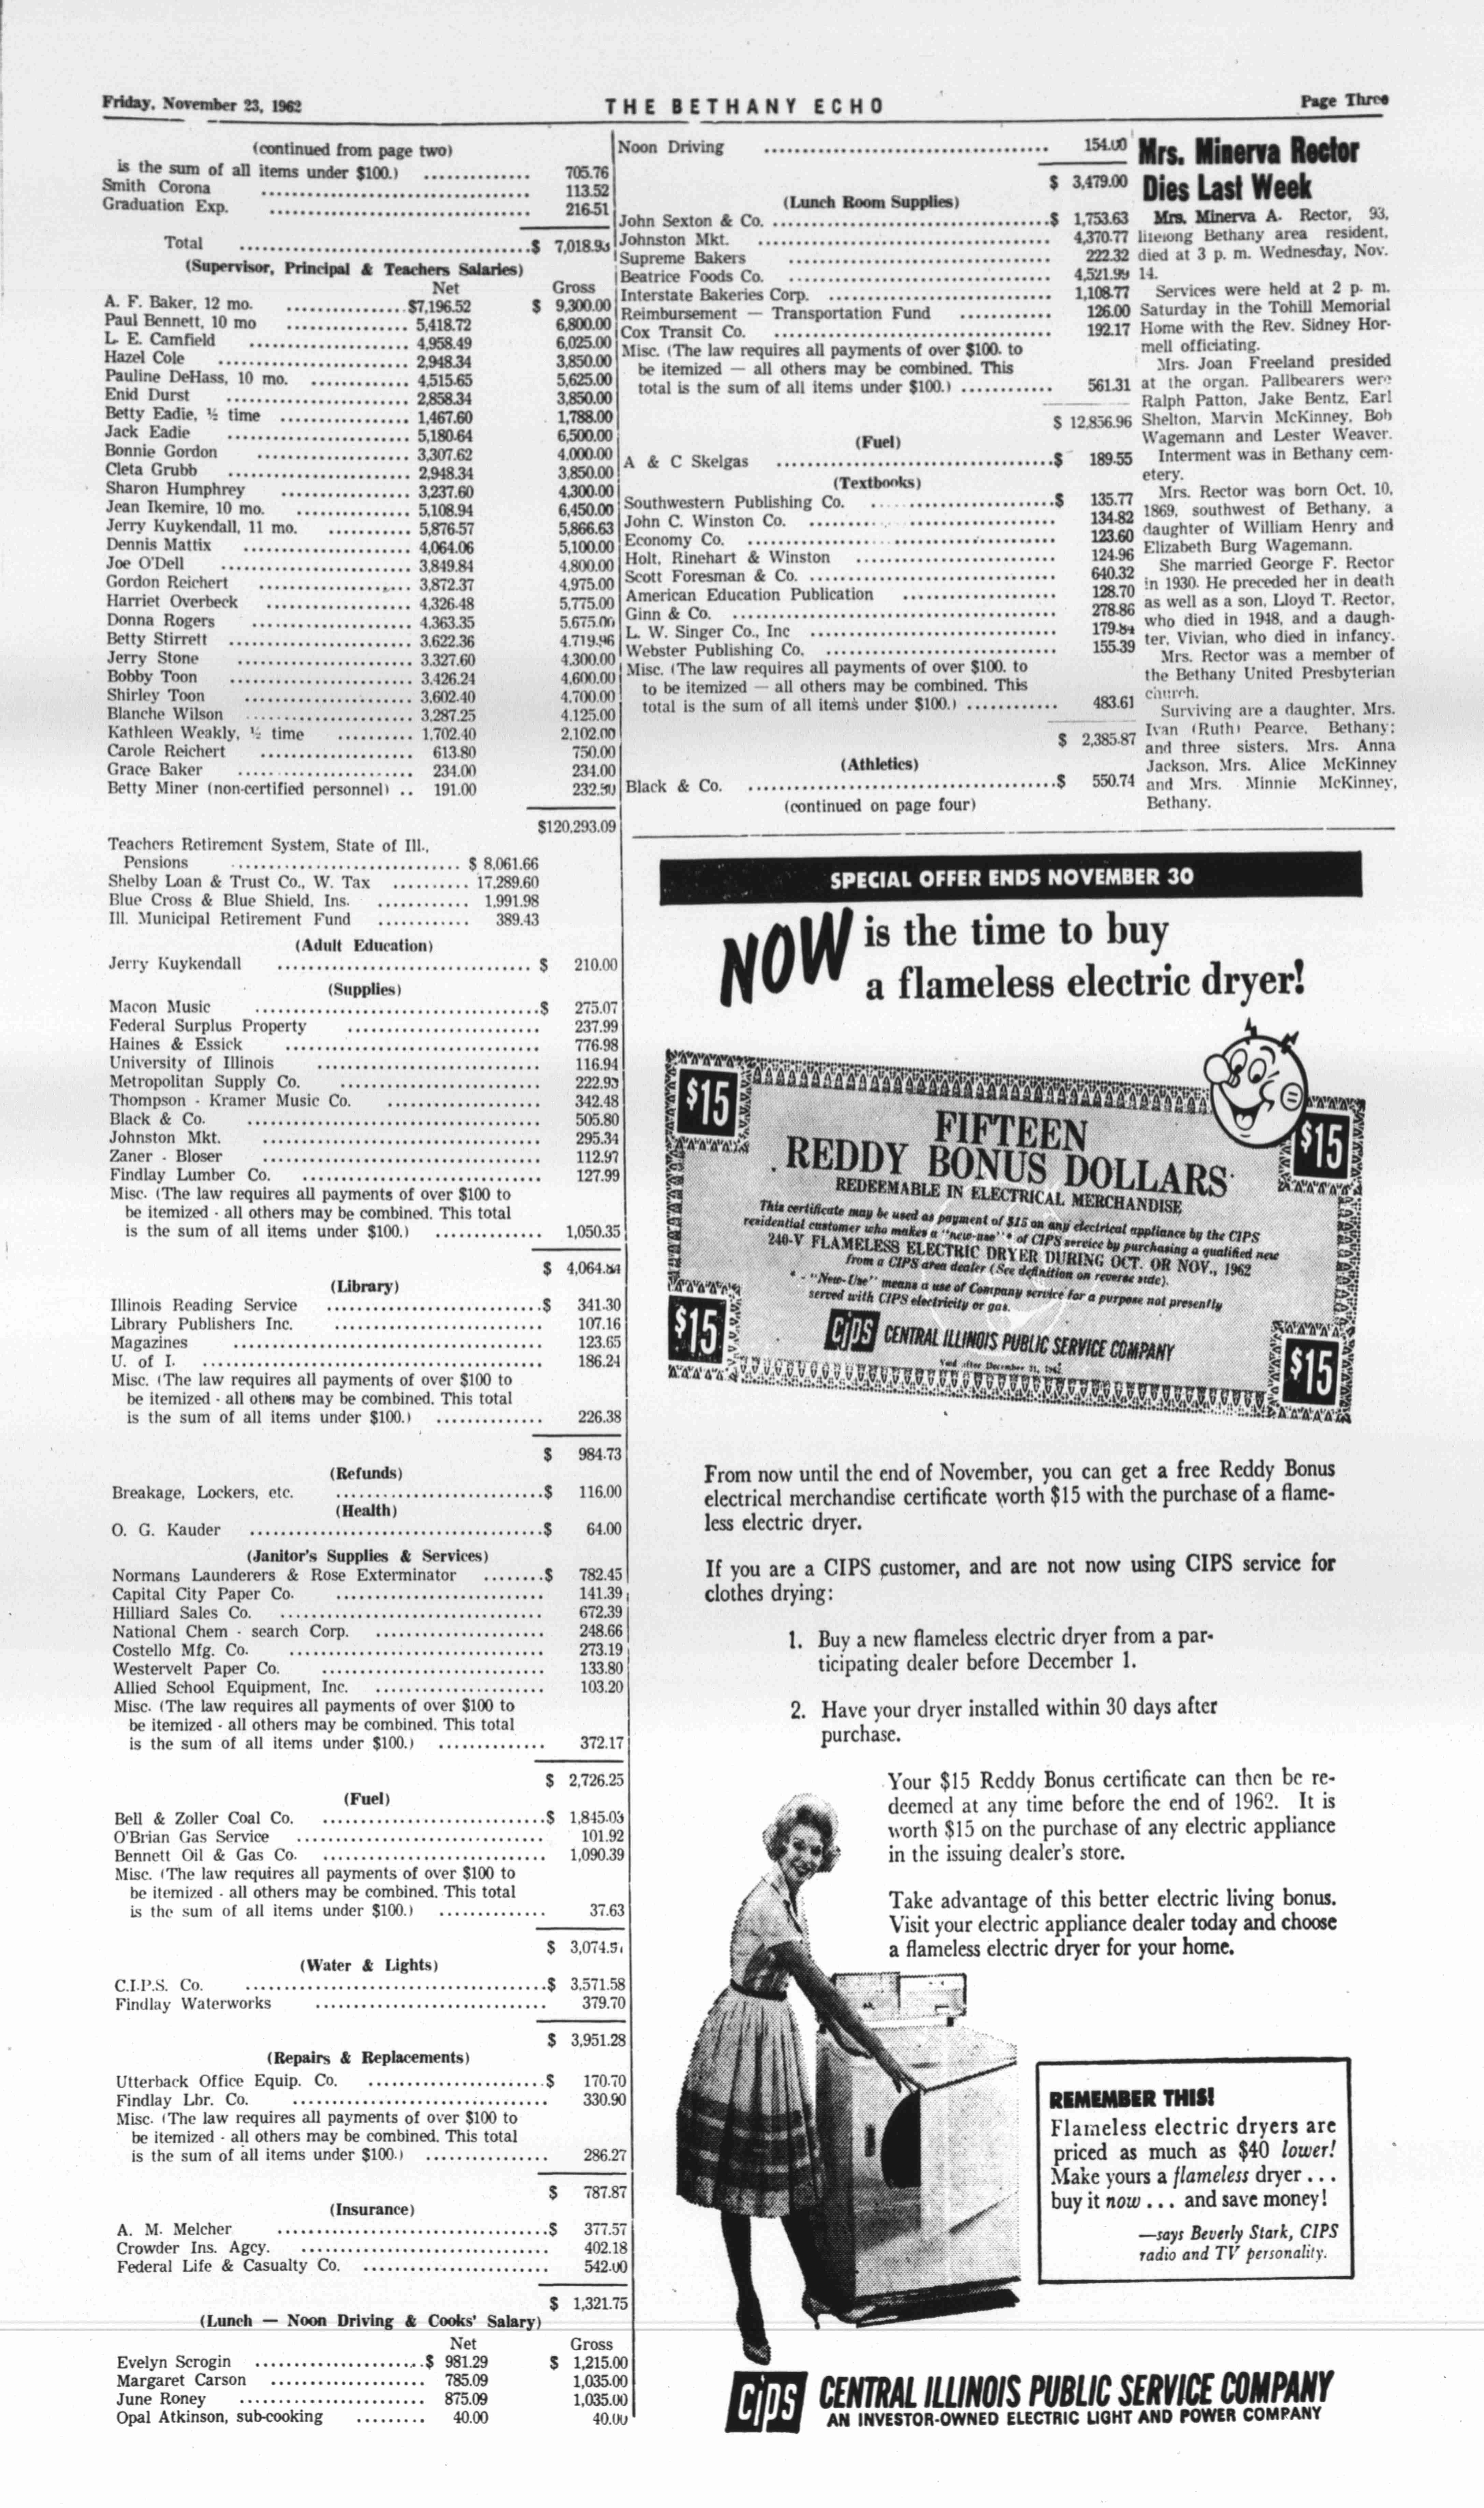 Friday, November 23, 1962
THE BETHANY ECHO
Page Three
(continued from page two)
is the sum of all items under $100.) .............. 705.76
Smith Corona .................................. 113.52
Graduation Exp. ................................. 216.51
Total ......................................$ 7,018.93
(Supervisor, Principal & Teachers Salaries)
Net Gross
A. F. Baker, 12 mo. ................$7,196.52 $ 9,300.00
Paul Bennett, 10 mo ................ 5,418.72 6,800.00
L. E. Camfield .................... 4,958.49 6,025.00
Hazel Cole ........................ 2,948.34 3,850.00
Pauline DeHass, 10 mo. ............. 4,515.65 5,625.00
Enid Durst ....................... 2,858.34 3,850.00
Betty Eadie, ½ time ................. 1,467.60 1,788.00
Jack Eadie ....................... 5,180.64 6,500.00
Bonnie Gordon .................... 3,307.62 4,000.00
Cleta Grubb ....................... 2,948.34 3,850.00
Sharon Humphrey ................. 3,237.60 4,300.00
Jean Ikemire, 10 mo. ............... 5,108.94 6,450.00
Jerry Kuykendall, 11 mo. ........... 5,876.57 5,866.63
Dennis Mattix ..................... 4,064.06 5,100.00
Joe O'Dell ........................ 3,849.84 4,800.00
Gordon Reichert .................... 3,872.37 4,975.00
Harriet Overbeck ................... 4,326.48 5,775.00
Donna Rogers ..................... 4,363.35 5,675.00
Betty Stirrett ........................ 3,622.36 4,719.96
Jerry Stone ...................... 3,327.60 4,300.00
Bobby Toon ....................... 3,426.24 4,600.00
Shirley Toon ...................... 3,602.40 4,700.00
Blanche Wilson ..................... 3,287.25 4,125.00
Kathleen Weakly, ½ time .......... 1,702.40 2,102.00
Carole Reichert .................... 613.80 750.00
Grace Baker ....................... 234.00 234.00
Betty Miner (non-certified personnel) .. 191.00 232.50
$120,293.09
Teachers Retirement System, State of Ill.,
Pensions ............................. $ 8,061.66
Shelby Loan & Trust Co., W. Tax .......... 17,289.60
Blue Cross & Blue Shield, Ins. ............ 1,991.98
Ill. Municipal Retirement Fund ............ 389.43
(Adult Education)
Jerry Kuykendall ................................. $ 210.00
(Supplies)
Macon Music .....................................$ 275.07
Federal Surplus Property ......................... 237.99
Haines & Essick ................................. 776.98
University of Illinois ............................. 116.94
Metropolitan Supply Co. .......................... 222.93
Thompson - Kramer Music Co. .................... 342.48
Black & Co. ...................................... 505.80
Johnston Mkt. .................................... 295.34
Zaner - Bloser .................................... 112.97
Findlay Lumber Co. ............................... 127.99
Misc. (The law requires all payments of over $100 to
be itemized - all others may be combined. This total
is the sum of all items under $100.) .............. 1,050.35
$ 4,064.84
(Library)
Illinois Reading Service ............................$ 341.30
Library Publishers Inc. ........................... 107.16
Magazines ........................................ 123.65
U. of I. ............................................ 186.24
Misc. (The law requires all payments of over $100 to
be itemized - all others may be combined. This total
is the sum of all items under $100.) .............. 226.38
$ 984.73
(Refunds)
Breakage, Lockers, etc. ...........................$ 116.00
(Health)
O. G. Kauder ......................................$ 64.00
(Janitor's Supplies & Services)
Normans Launderers & Rose Exterminator ........$ 782.45
Capital City Paper Co. ........................... 141.39
Hilliard Sales Co. .................................. 672.39
National Chem - search Corp. ...................... 248.66
Costello Mfg. Co. ................................. 273.19
Westervelt Paper Co. ............................. 133.80
Allied School Equipment, Inc. ...................... 103.20
Misc. (The law requires all payments of over $100 to
be itemized - all others may be combined. This total
is the sum of all items under $100.) .............. 372.17
$ 2,726.25
(Fuel)
Bell & Zoller Coal Co. .............................$ 1,845.03
O'Brian Gas Service ................................ 101.92
Bennett Oil & Gas Co. ............................. 1,090.39
Misc. (The law requires all payments of over $100 to
be itemized - all others may be combined. This total
is the sum of all items under $100.) .............. 37.63
$ 3,074.9
(Water & Lights)
C.I.P.S. Co. .......................................$ 3,571.58
Findlay Waterworks .............................. 379.70
$ 3,951.28
(Repairs & Replacements)
Utterback Office Equip. Co. .......................$ 170.70
Findlay Lbr. Co. ................................. 330.90
Misc. (The law requires all payments of over $100 to
be itemized - all others may be combined. This total
is the sum of all items under $100.) ................ 286.27
$ 787.87
(Insurance)
A. M. Melcher ...................................$ 377.57
Crowder Ins. Agcy. ................................ 402.18
Federal Life & Casualty Co. ........................ 542.00
$ 1,321.75
(Lunch — Noon Driving & Cooks' Salary)
Net Gross
Evelyn Scrogin ......................$ 981.29 $ 1,215.00
Margaret Carson .................... 785.09 1,035.00
June Roney ........................ 875.09 1,035.00
Opal Atkinson, sub-cooking ......... 40.00 40.00
Noon Driving ..................................... 154.00
$ 3,479.00
(Lunch Room Supplies)
John Sexton & Co. ....................................$ 1,753.63
Johnston Mkt. ...................................... 4,370.77
Supreme Bakers .................................. 222.32
Beatrice Foods Co. .................................. 4,521.99
Interstate Bakeries Corp. ............................. 1,108.77
Reimbursement — Transportation Fund ............ 126.00
Cox Transit Co. .................................... 192.17
Misc. (The law requires all payments of over $100. to
be itemized — all others may be combined. This
total is the sum of all items under $100.) ............ 561.31
$ 12,856.96
(Fuel)
A & C Skelgas ....................................$ 189.55
(Textbooks)
Southwestern Publishing Co. ........................$ 135.77
John C. Winston Co. ................................ 134.82
Economy Co. ........................................ 123.60
Holt, Rinehart & Winston .......................... 124.96
Scott Foresman & Co. ................................ 640.32
American Education Publication .................... 128.70
Ginn & Co. .......................................... 278.86
L. W. Singer Co., Inc ................................ 179.84
Webster Publishing Co. .............................. 155.39
Misc. (The law requires all payments of over $100. to
to be itemized — all others may be combined. This
total is the sum of all items under $100.) ............ 483.61
$ 2,385.87
(Athletics)
Black & Co. ........................................$ 550.74
(continued on page four)
Mrs. Minerva Rector
Dies Last Week
Mrs. Minerva A. Rector, 93,
lifelong Bethany area resident,
died at 3 p. m. Wednesday, Nov.
14.
Services were held at 2 p. m.
Saturday in the Tohill Memorial
Home with the Rev. Sidney Hor-
mell officiating.
Mrs. Joan Freeland presided
at the organ. Pallbearers were
Ralph Patton, Jake Bentz, Earl
Shelton, Marvin McKinney, Bob
Wagemann and Lester Weaver.
Interment was in Bethany cem-
etery.
Mrs. Rector was born Oct. 10,
1869, southwest of Bethany, a
daughter of William Henry and
Elizabeth Burg Wagemann.
She married George F. Rector
in 1930. He preceded her in death
as well as a son, Lloyd T. Rector,
who died in 1948, and a daugh-
ter, Vivian, who died in infancy.
Mrs. Rector was a member of
the Bethany United Presbyterian
church.
Surviving are a daughter, Mrs.
Ivan (Ruth) Pearce, Bethany;
and three sisters, Mrs. Anna
Jackson, Mrs. Alice McKinney
and Mrs. Minnie McKinney,
Bethany.
SPECIAL OFFER ENDS NOVEMBER 30
NOW is the time to buy
a flameless electric dryer!
$15
$15
FIFTEEN
REDDY BONUS DOLLARS
REDEEMABLE IN ELECTRICAL MERCHANDISE
This certificate may be used as payment of $15 on any electrical appliance by the CIPS
residential customer who makes a "new-use"* of CIPS service by purchasing a qualified new
240-V FLAMELESS ELECTRIC DRYER DURING OCT. OR NOV., 1962
from a CIPS area dealer (See definition on reverse side).
* - "New-Use" means a use of Company service for a purpose not presently
served with CIPS electricity or gas.
$15
CIPS CENTRAL ILLINOIS PUBLIC SERVICE COMPANY
Void after December 31, 1962
$15
From now until the end of November, you can get a free Reddy Bonus
electrical merchandise certificate worth $15 with the purchase of a flame-
less electric dryer.
If you are a CIPS customer, and are not now using CIPS service for
clothes drying:
1. Buy a new flameless electric dryer from a par-
ticipating dealer before December 1.
2. Have your dryer installed within 30 days after
purchase.
Your $15 Reddy Bonus certificate can then be re-
deemed at any time before the end of 1962. It is
worth $15 on the purchase of any electric appliance
in the issuing dealer's store.
Take advantage of this better electric living bonus.
Visit your electric appliance dealer today and choose
a flameless electric dryer for your home.
REMEMBER THIS!
Flameless electric dryers are
priced as much as $40 lower!
Make yours a flameless dryer ...
buy it now ... and save money!
—says Beverly Stark, CIPS
radio and TV personality.
CIPS CENTRAL ILLINOIS PUBLIC SERVICE COMPANY
AN INVESTOR-OWNED ELECTRIC LIGHT AND POWER COMPANY